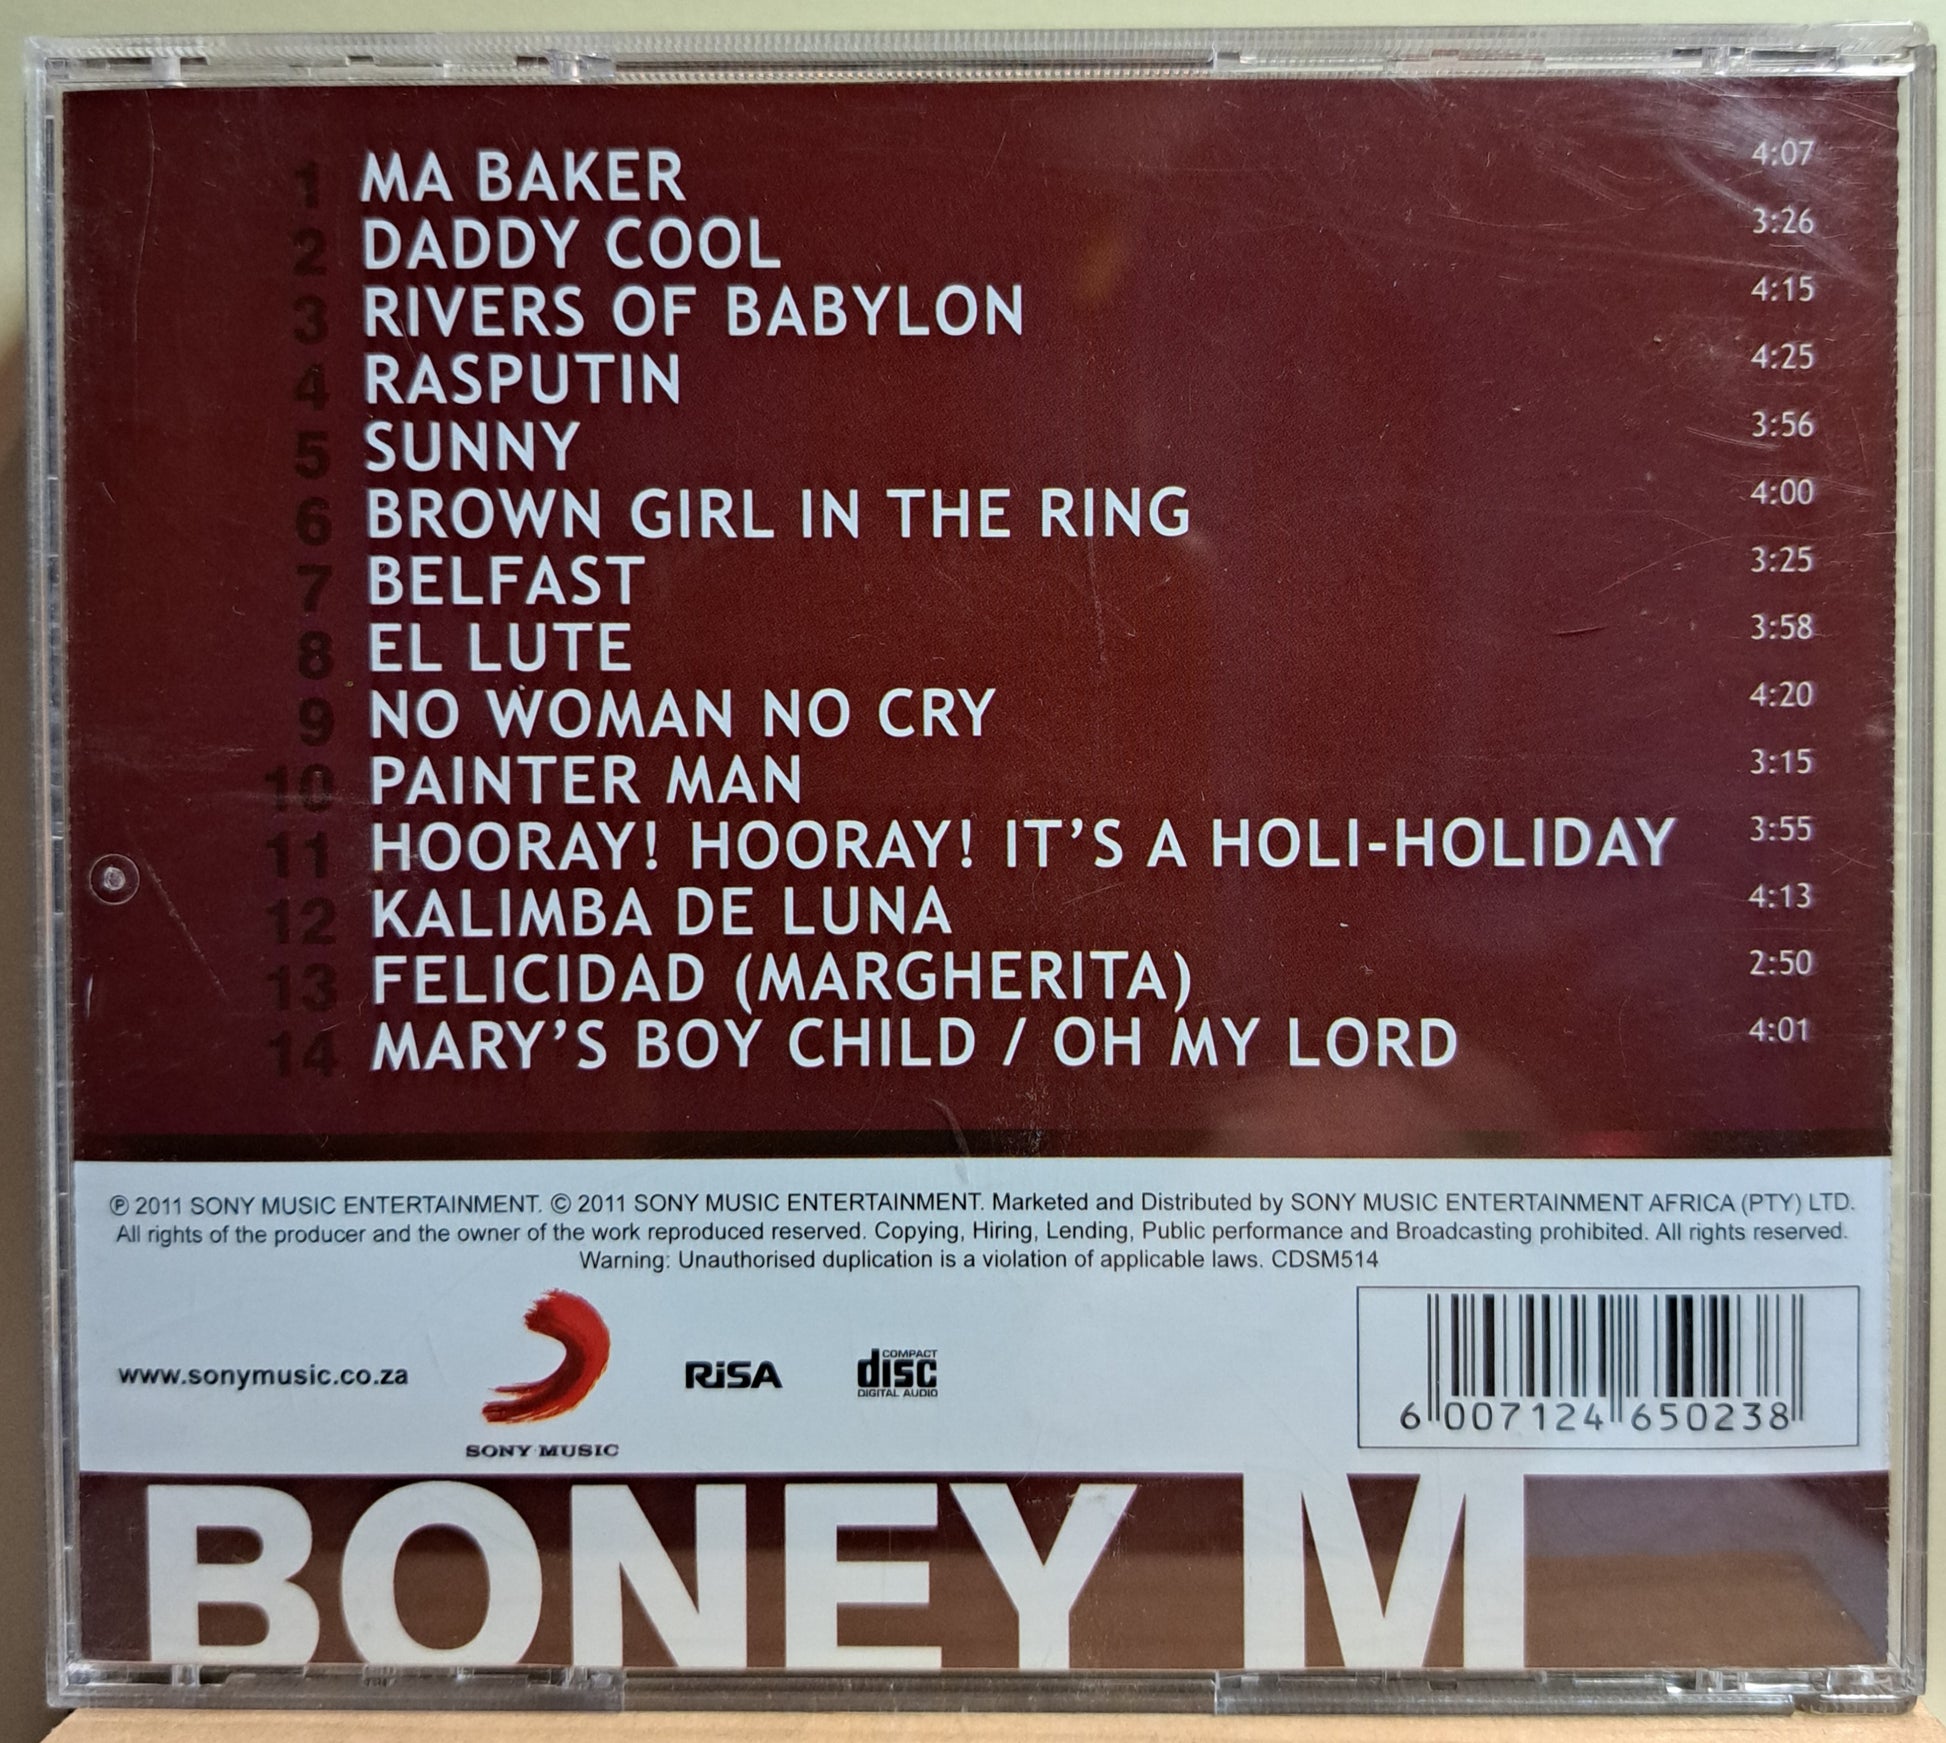 1 MA BAKER 4:07
2 DADDY COOL 3:26
3 RIVERS OF BABYLON 4:15
4 RASPUTIN 4:25
5 SUNNY 3:56
6 BROWN GIRL IN THE RING 4:00
7 BELFAST 3:25
8 EL LUTE 3:58
9 NO WOMAN NO CRY 4:20
10 PAINTER MAN 3:15
11 HOORAY! HOORAY! IT'S A HOLI-HOLIDAY 3:55
12 KALIMBA DE LUNA 4:13
13 FELICIDAD (MARGHERITA) 2:50
14 MARY'S BOY CHILD / OH MY LORD 4:01
℗ 2011 SONY MUSIC ENTERTAINMENT. © 2011 SONY MUSIC ENTERTAINMENT. Marketed and Distributed by SONY MUSIC ENTERTAINMENT AFRICA (PTY) LTD.
All rights of the producer and the owner of the work reproduced reserved. Copying, Hiring, Lending, Public performance and Broadcasting prohibited. All rights reserved.
Warning: Unauthorised duplication is a violation of applicable laws. CDSM514
www.sonymusic.co.za
SONY MUSIC
RiSA
COMPACT
disc
DIGITAL AUDIO
6 007124 650238
BONEY M